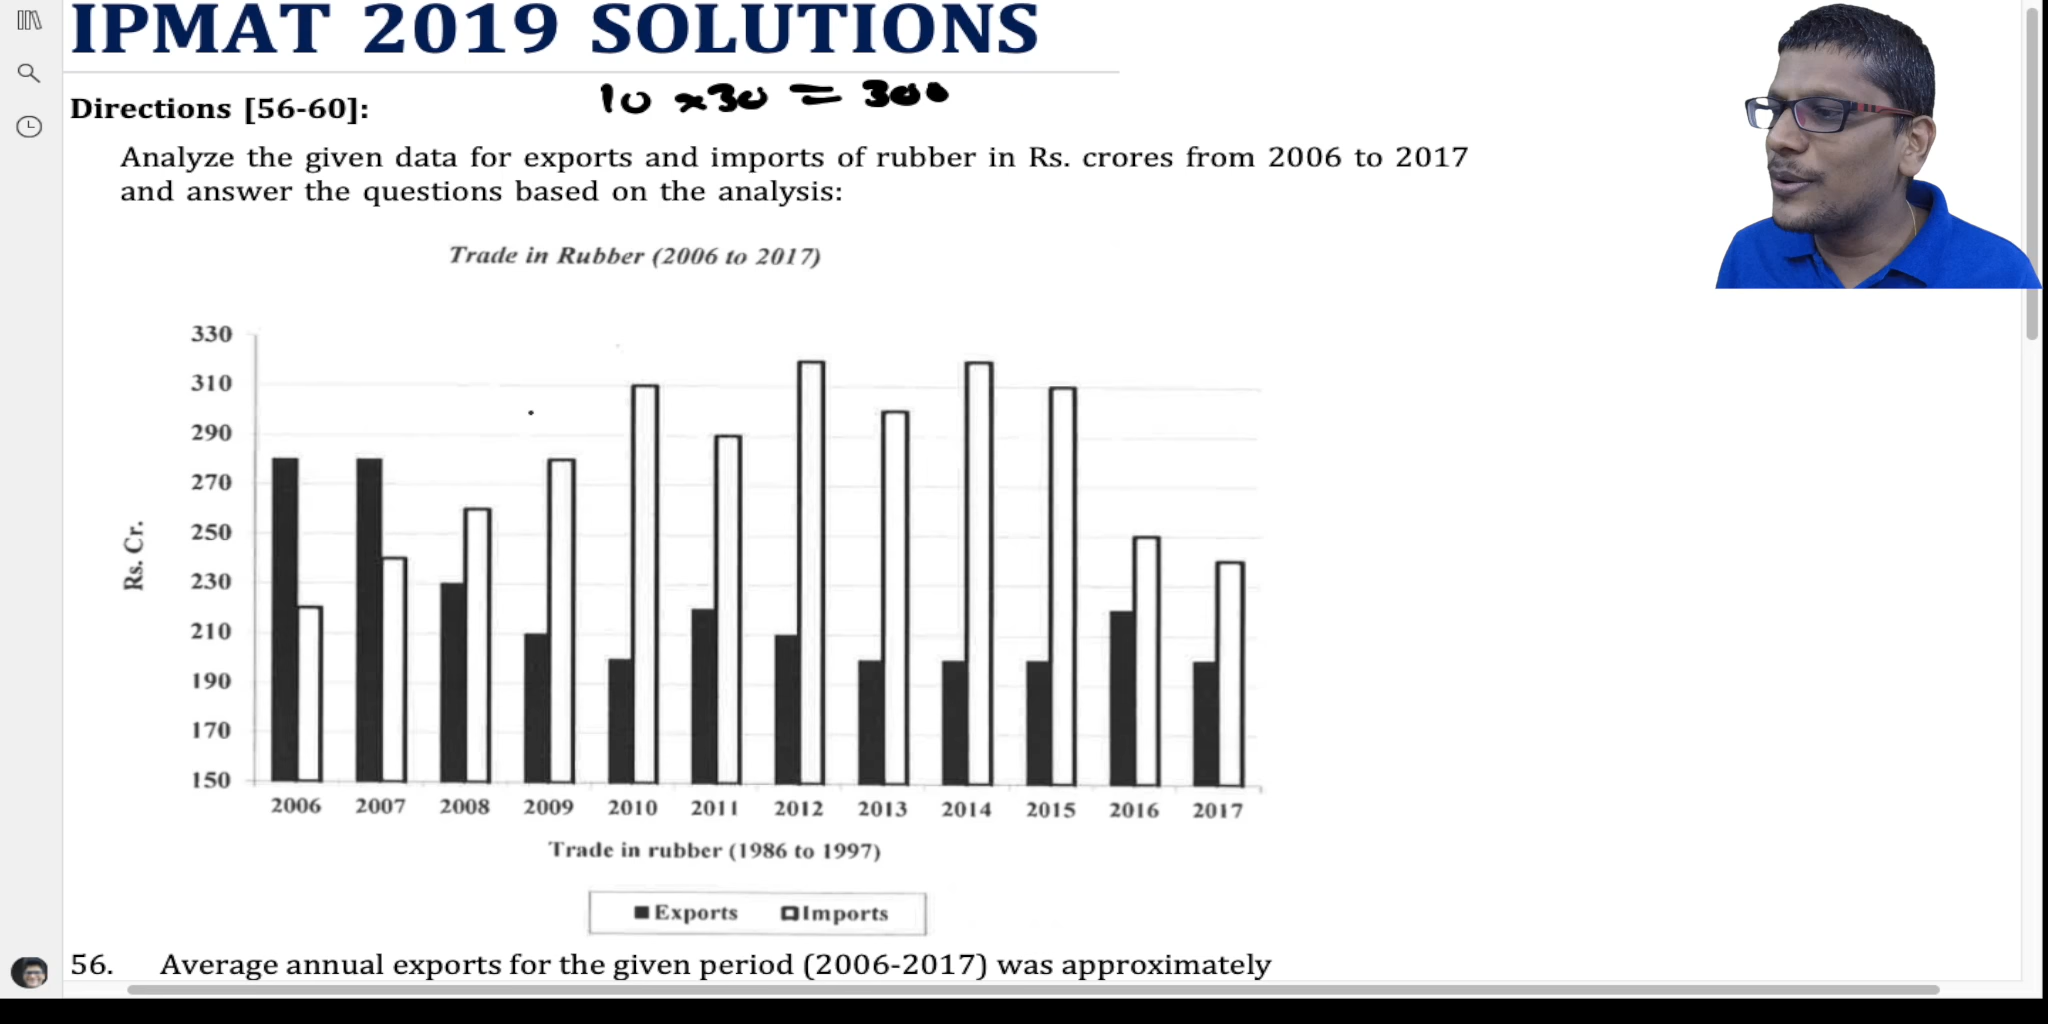 IPMAT 2019 SOLUTIONS
10 × 30 = 300
Directions [56-60]:
Analyze the given data for exports and imports of rubber in Rs. crores from 2006 to 2017
and answer the questions based on the analysis:
Trade in Rubber (2006 to 2017)
330
310
290
270
250
230
210
190
170
150
Rs. Cr.
2006 2007 2008 2009 2010 2011 2012 2013 2014 2015 2016 2017
Trade in rubber (1986 to 1997)
Exports Imports
56. Average annual exports for the given period (2006-2017) was approximately